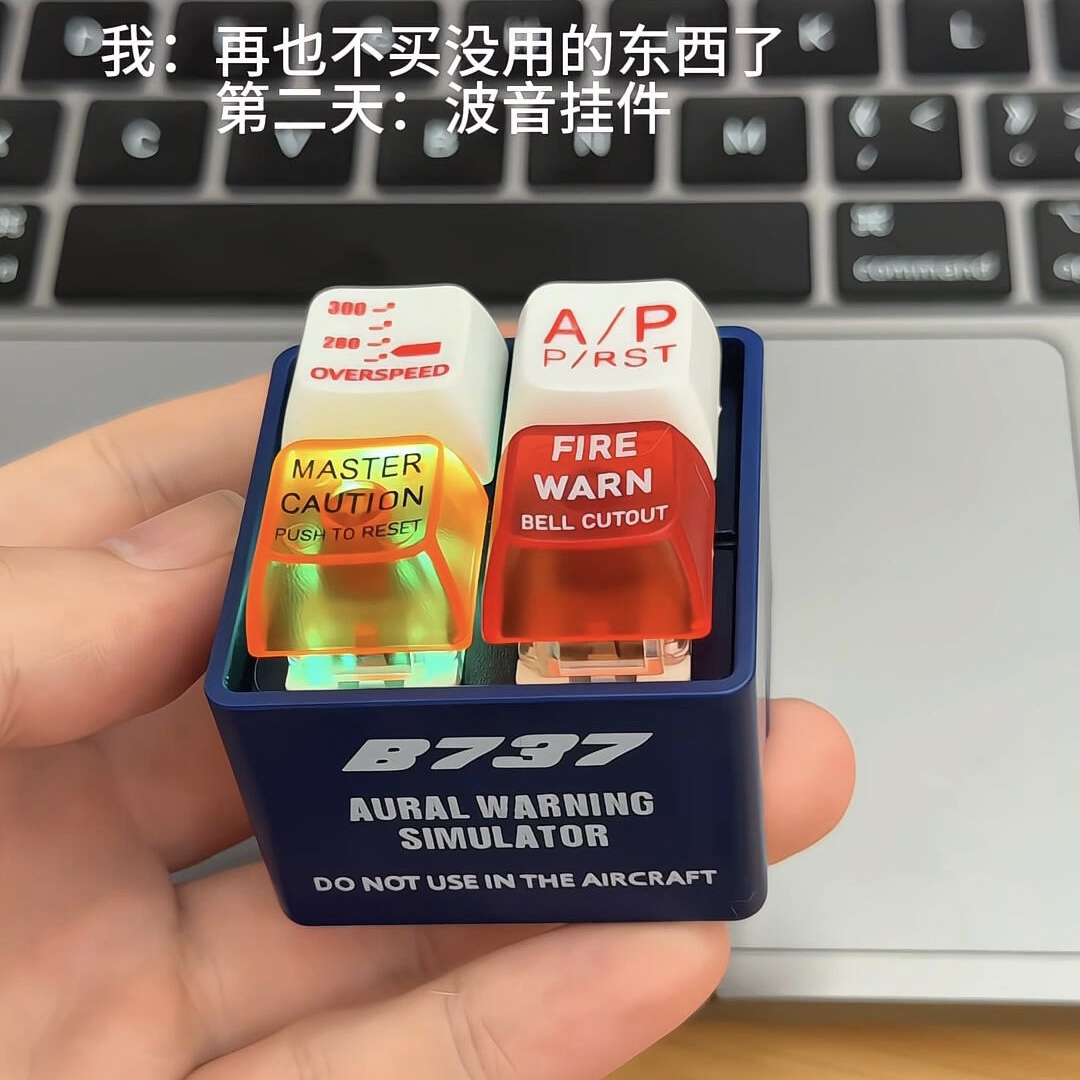 我：再也不买没用的东西了
第二天：波音挂件
K
L
C
V
B
N
M
command
300
280
OVERSPEED
A/P
P/RST
MASTER
CAUTION
PUSH TO RESET
FIRE
WARN
BELL CUTOUT
B737
AURAL WARNING
SIMULATOR
DO NOT USE IN THE AIRCRAFT